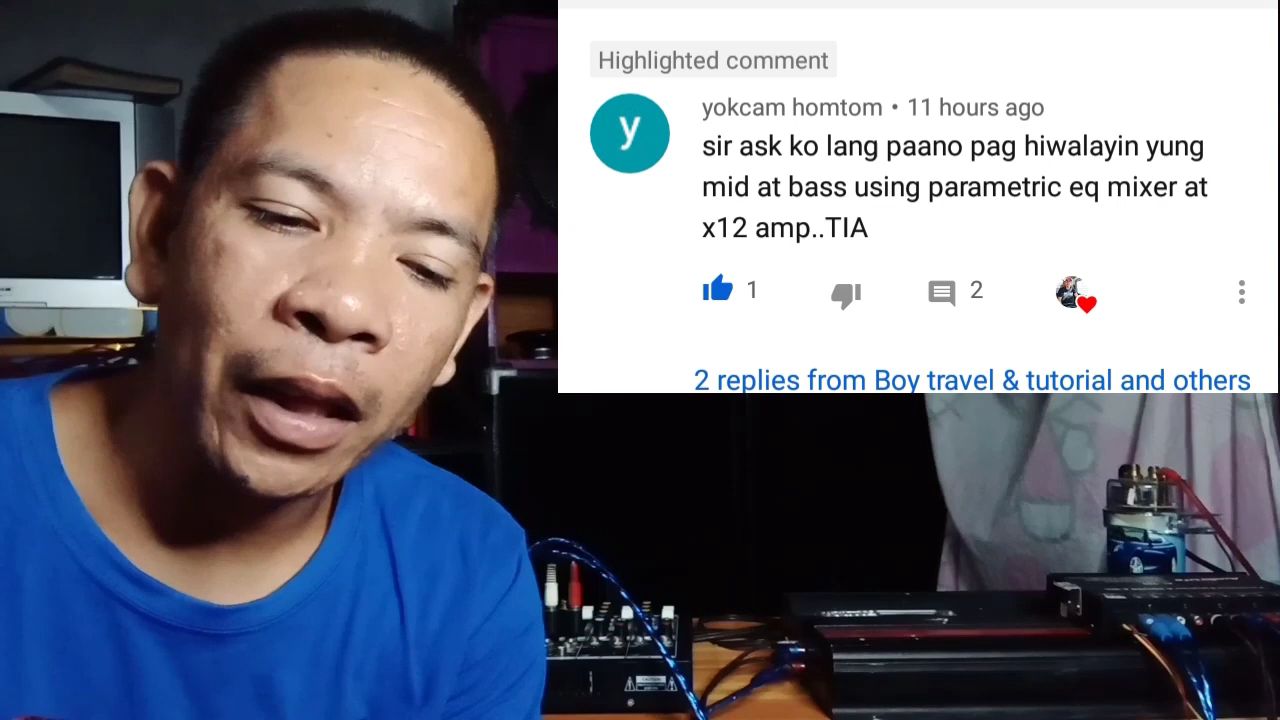 Highlighted comment
y
yokcam homtom • 11 hours ago
sir ask ko lang paano pag hiwalayin yung
mid at bass using parametric eq mixer at
x12 amp..TIA
1
2
2 replies from Boy travel & tutorial and others
CAUTION